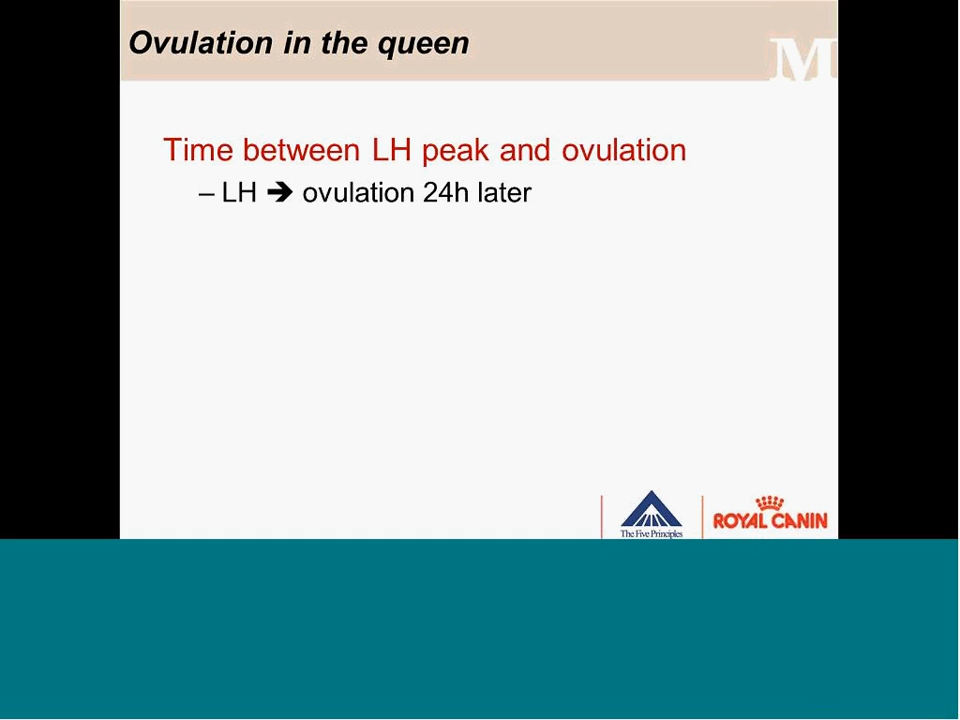 Ovulation in the queen
M
Time between LH peak and ovulation
– LH ➔ ovulation 24h later
The Five Principles
ROYAL CANIN